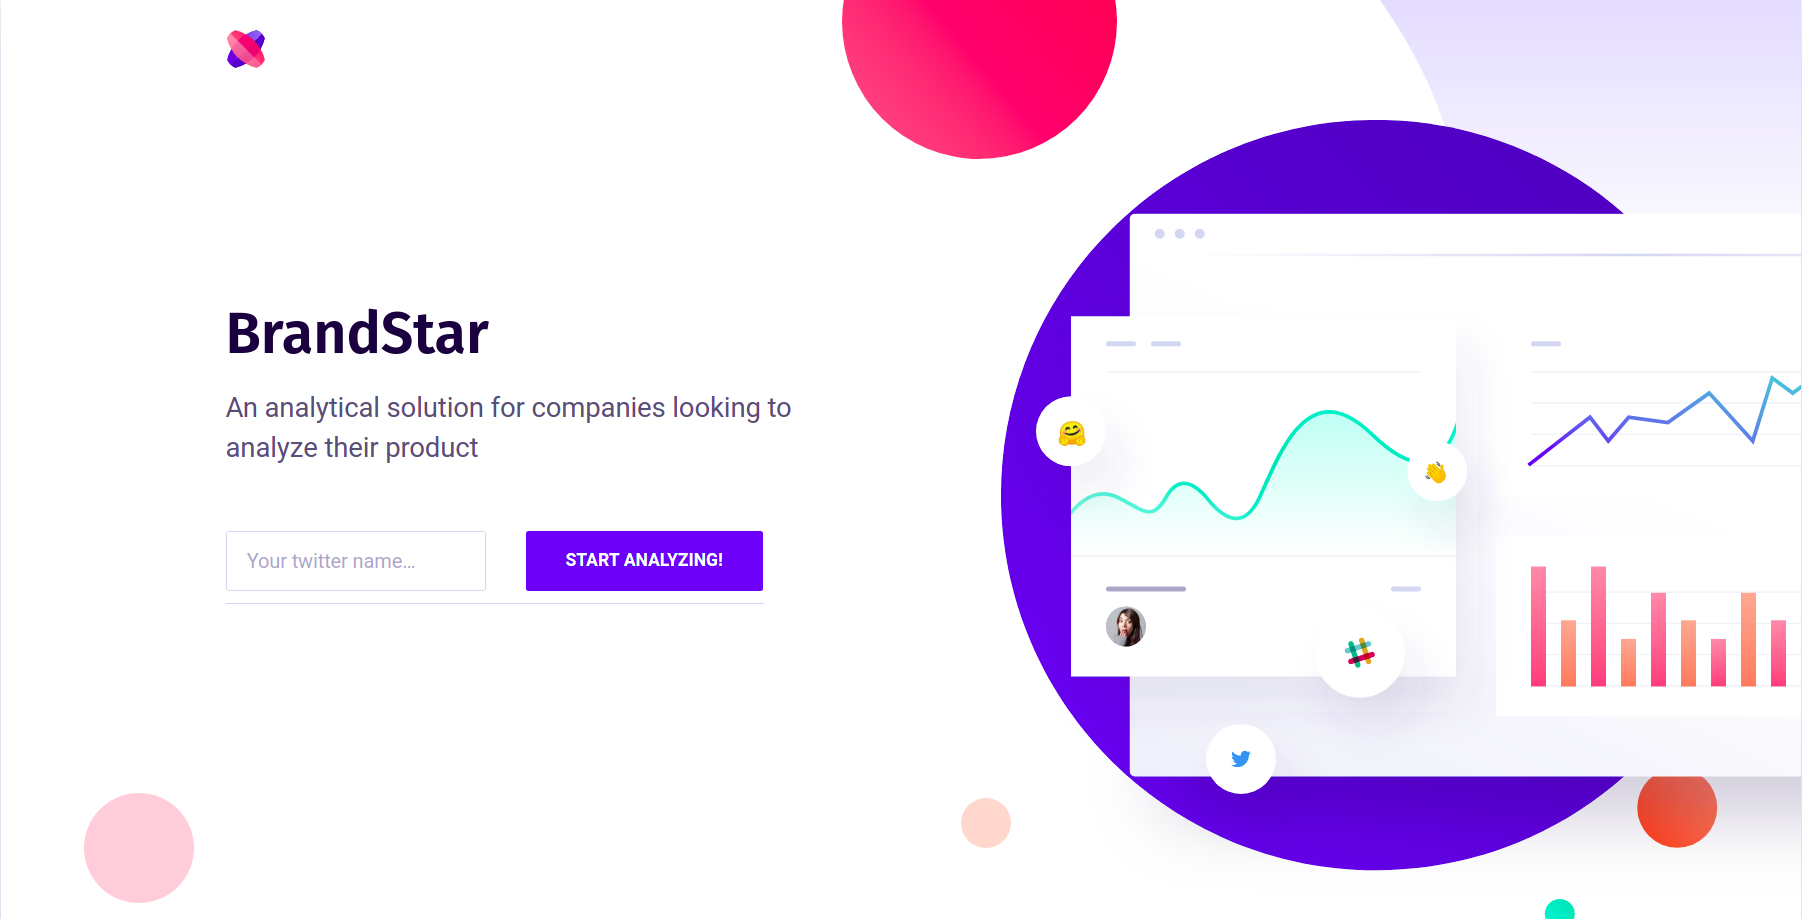 BrandStar
An analytical solution for companies looking to
analyze their product
Your twitter name...
START ANALYZING!